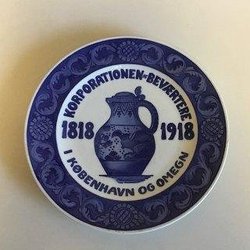 KORPORATIONEN-BEVÆRTERE
1818 1918
I KØBENHAVN OG OMEGN